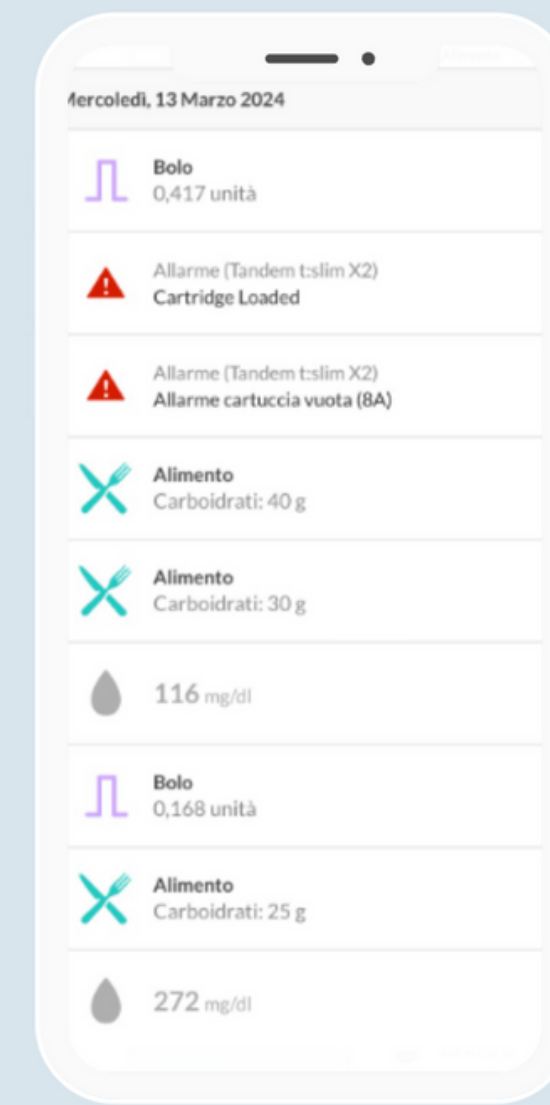 Mercoledì, 13 Marzo 2024
Bolo
0,417 unità
Allarme (Tandem t:slim X2)
Cartridge Loaded
Allarme (Tandem t:slim X2)
Allarme cartuccia vuota (8A)
Alimento
Carboidrati: 40 g
Alimento
Carboidrati: 30 g
116 mg/dl
Bolo
0,168 unità
Alimento
Carboidrati: 25 g
272 mg/dl